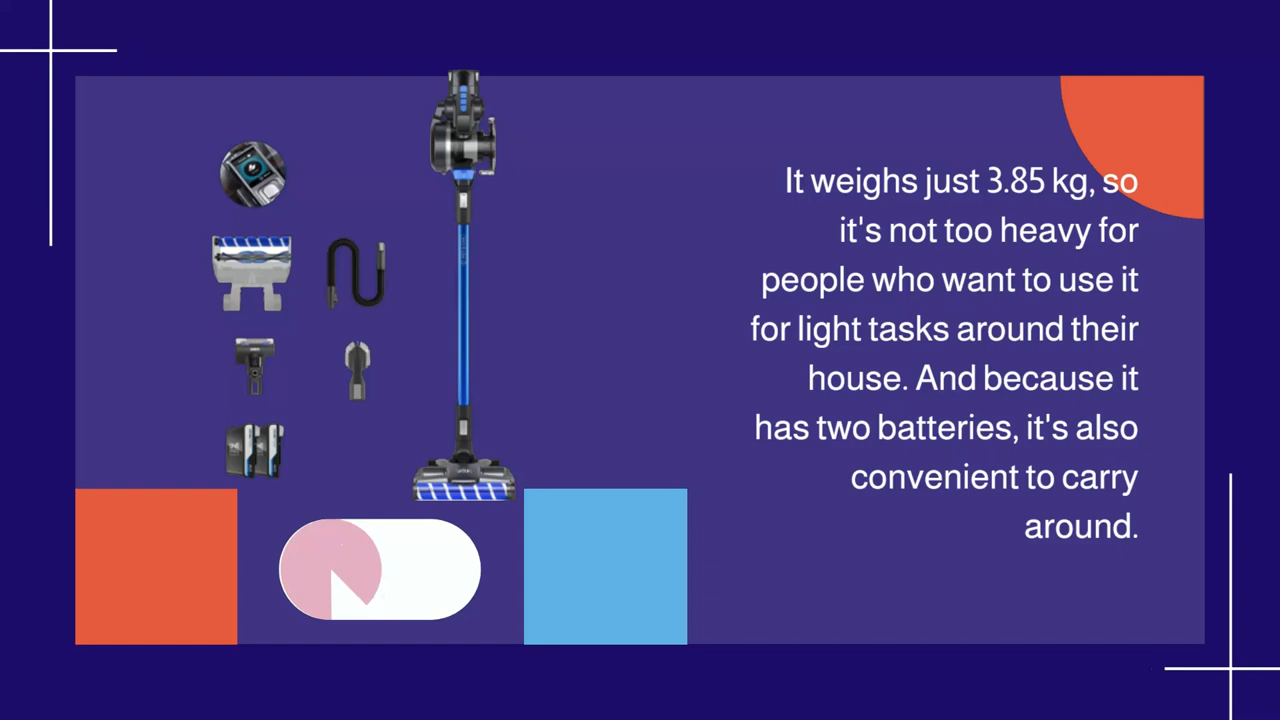 It weighs just 3.85 kg, so
it's not too heavy for
people who want to use it
for light tasks around their
house. And because it
has two batteries, it's also
convenient to carry
around.